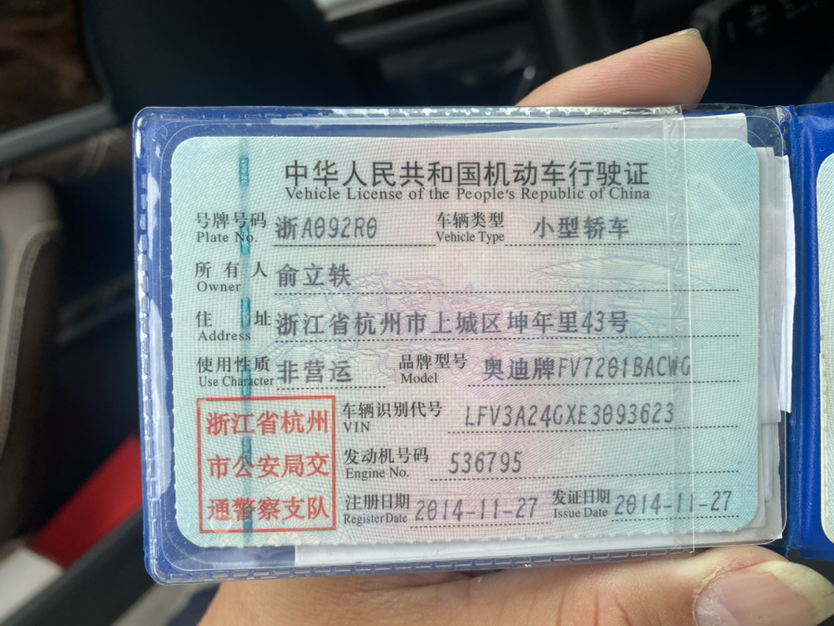 中华人民共和国机动车行驶证
Vehicle License of the People's Republic of China
号牌号码 浙A092R0 车辆类型 小型轿车
Plate No. Vehicle Type
所有人 俞立轶
Owner
住址 浙江省杭州市上城区坤年里43号
Address
使用性质 非营运 品牌型号 奥迪牌FV7201BACWG
Use Character Model
浙江省杭州
市公安局交
通警察支队
车辆识别代号 LFV3A24GXE3093623
VIN
发动机号码 536795
Engine No.
注册日期 2014-11-27 发证日期 2014-11-27
Register Date Issue Date